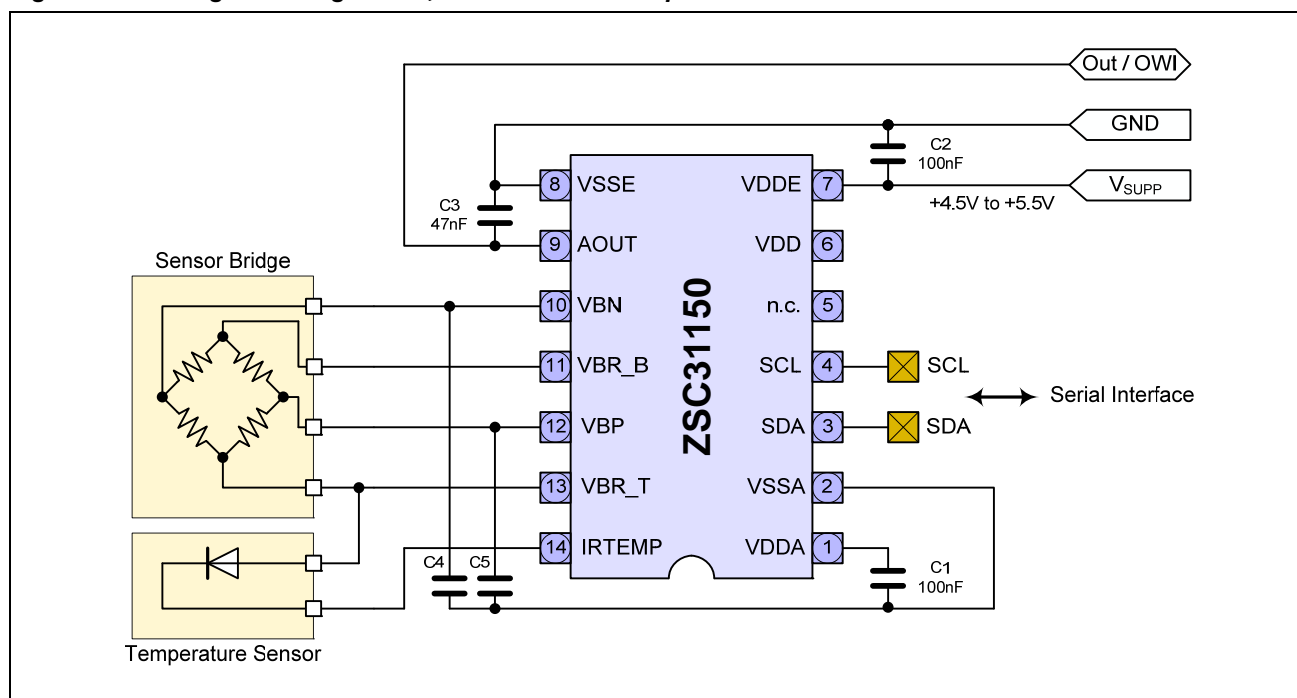 Out / OWI
GND
C2
100nF
VSUPP
+4.5V to +5.5V
8 VSSE
VDDE 7
C3
47nF
9 AOUT
VDD 6
Sensor Bridge
10 VBN
n.c. 5
11 VBR_B
SCL 4
SCL
Serial Interface
12 VBP
SDA 3
SDA
13 VBR_T
VSSA 2
14 IRTEMP
VDDA 1
ZSC31150
C4
C5
C1
100nF
Temperature Sensor